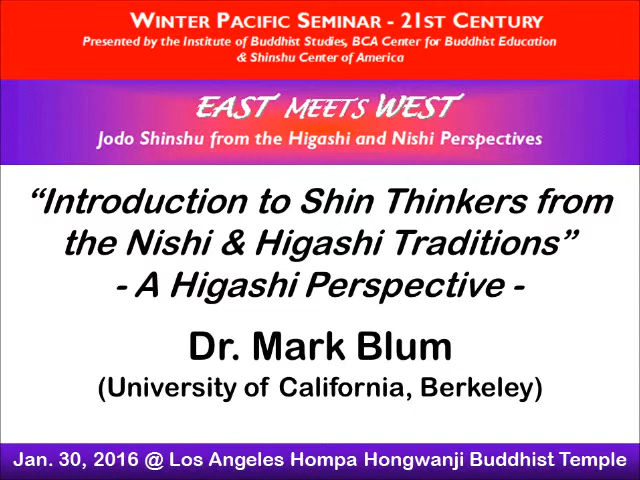 WINTER PACIFIC SEMINAR - 21ST CENTURY
Presented by the Institute of Buddhist Studies, BCA Center for Buddhist Education
& Shinshu Center of America
EAST MEETS WEST
Jodo Shinshu from the Higashi and Nishi Perspectives
“Introduction to Shin Thinkers from
the Nishi & Higashi Traditions”
- A Higashi Perspective -
Dr. Mark Blum
(University of California, Berkeley)
Jan. 30, 2016 @ Los Angeles Hompa Hongwanji Buddhist Temple